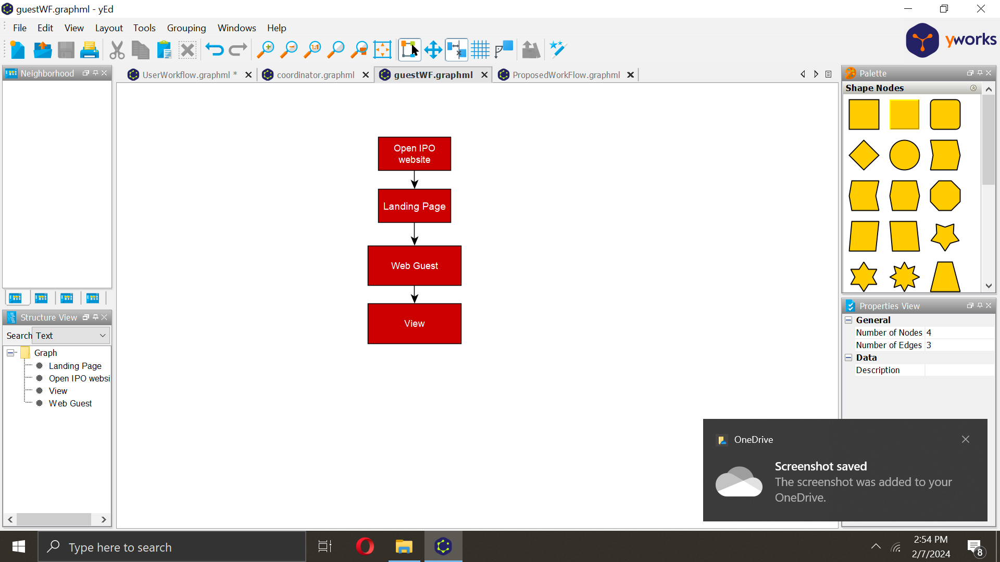 guestWF.graphml - yEd
File Edit View Layout Tools Grouping Windows Help
1:1
yworks
Neighborhood
UserWorkflow.graphml *
coordinator.graphml
guestWF.graphml
ProposedWorkFlow.graphml
Palette
Shape Nodes
Open IPO
website
Landing Page
Web Guest
View
Structure View
Search Text
Graph
Landing Page
Open IPO websi
View
Web Guest
Properties View
General
Number of Nodes 4
Number of Edges 3
Data
Description
OneDrive
Screenshot saved
The screenshot was added to your
OneDrive.
Type here to search
2:54 PM
2/7/2024
8